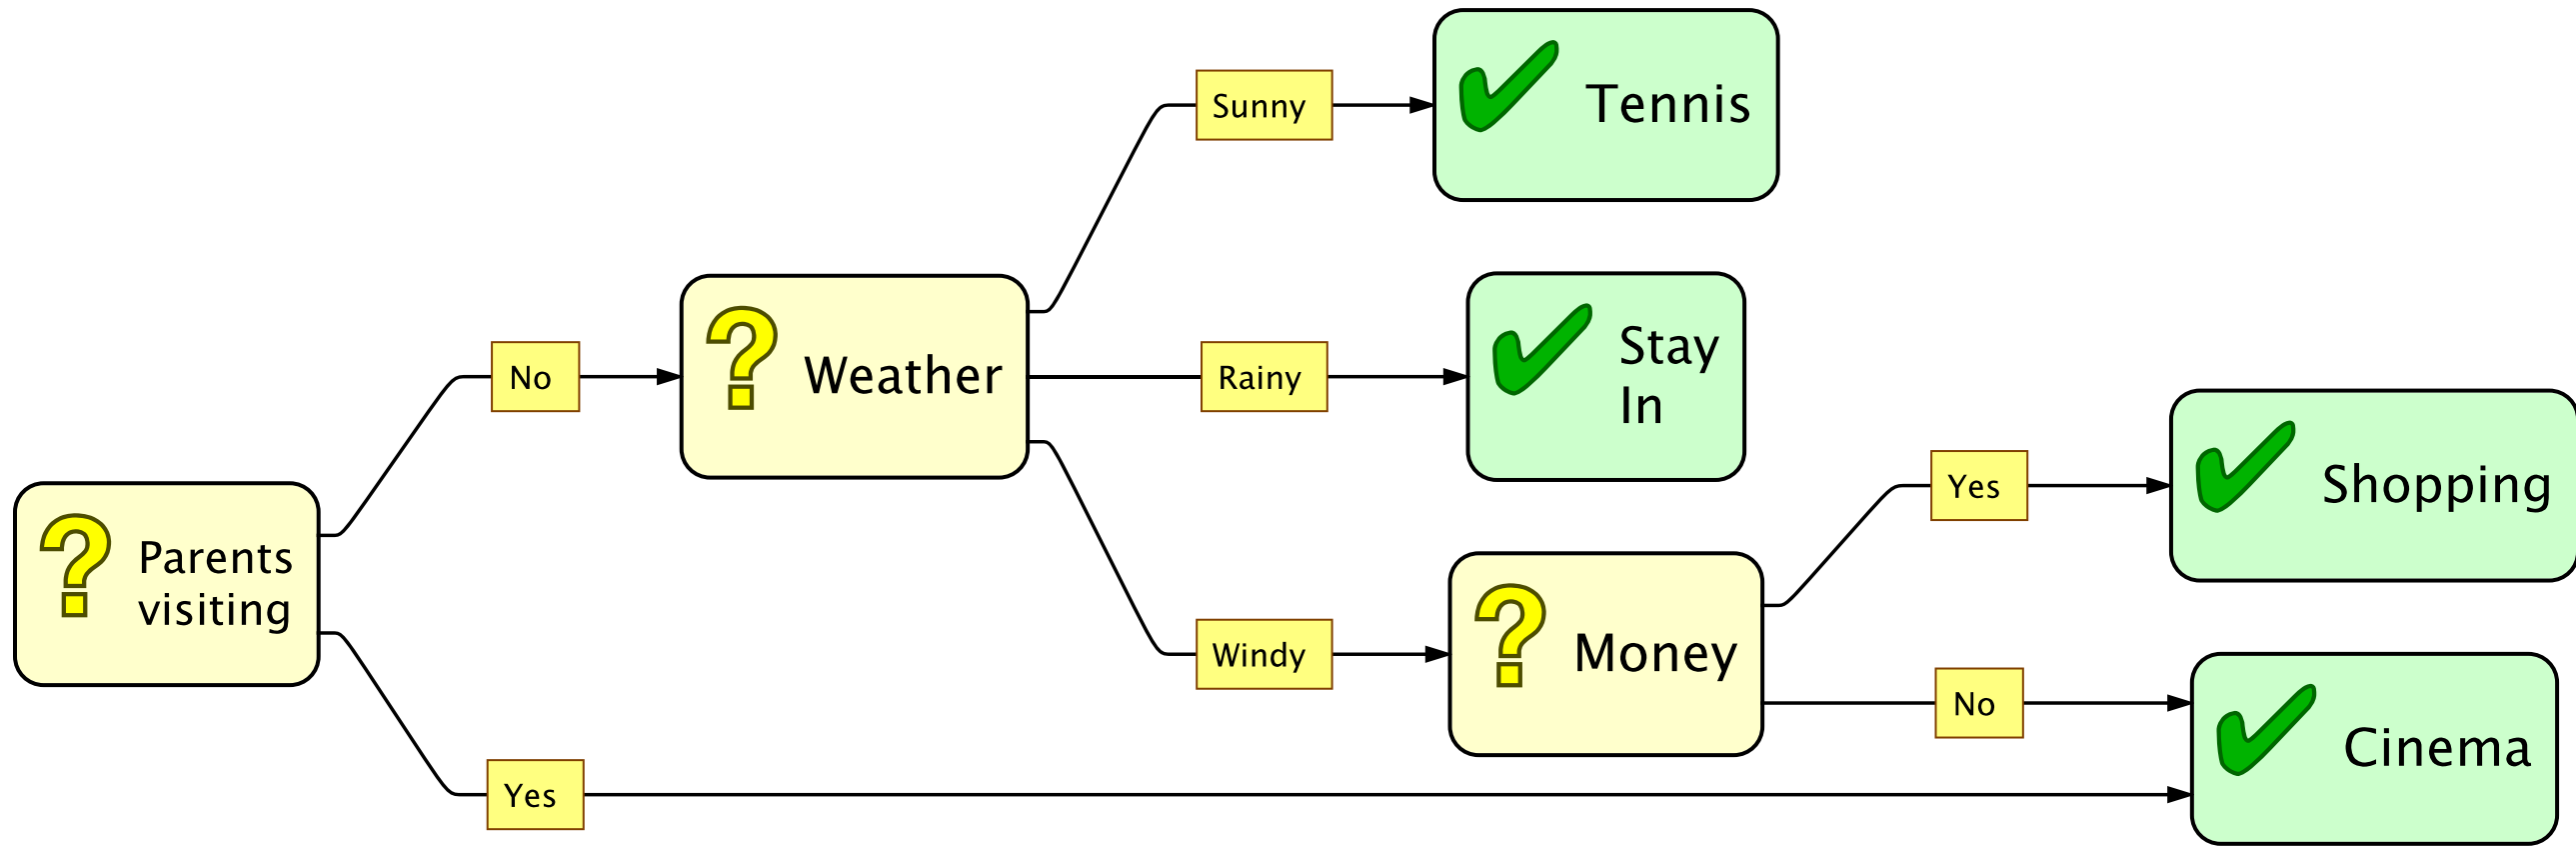 Sunny
Tennis
No
Weather
Rainy
Stay
In
Parents
visiting
Yes
Shopping
Windy
Money
No
Cinema
Yes